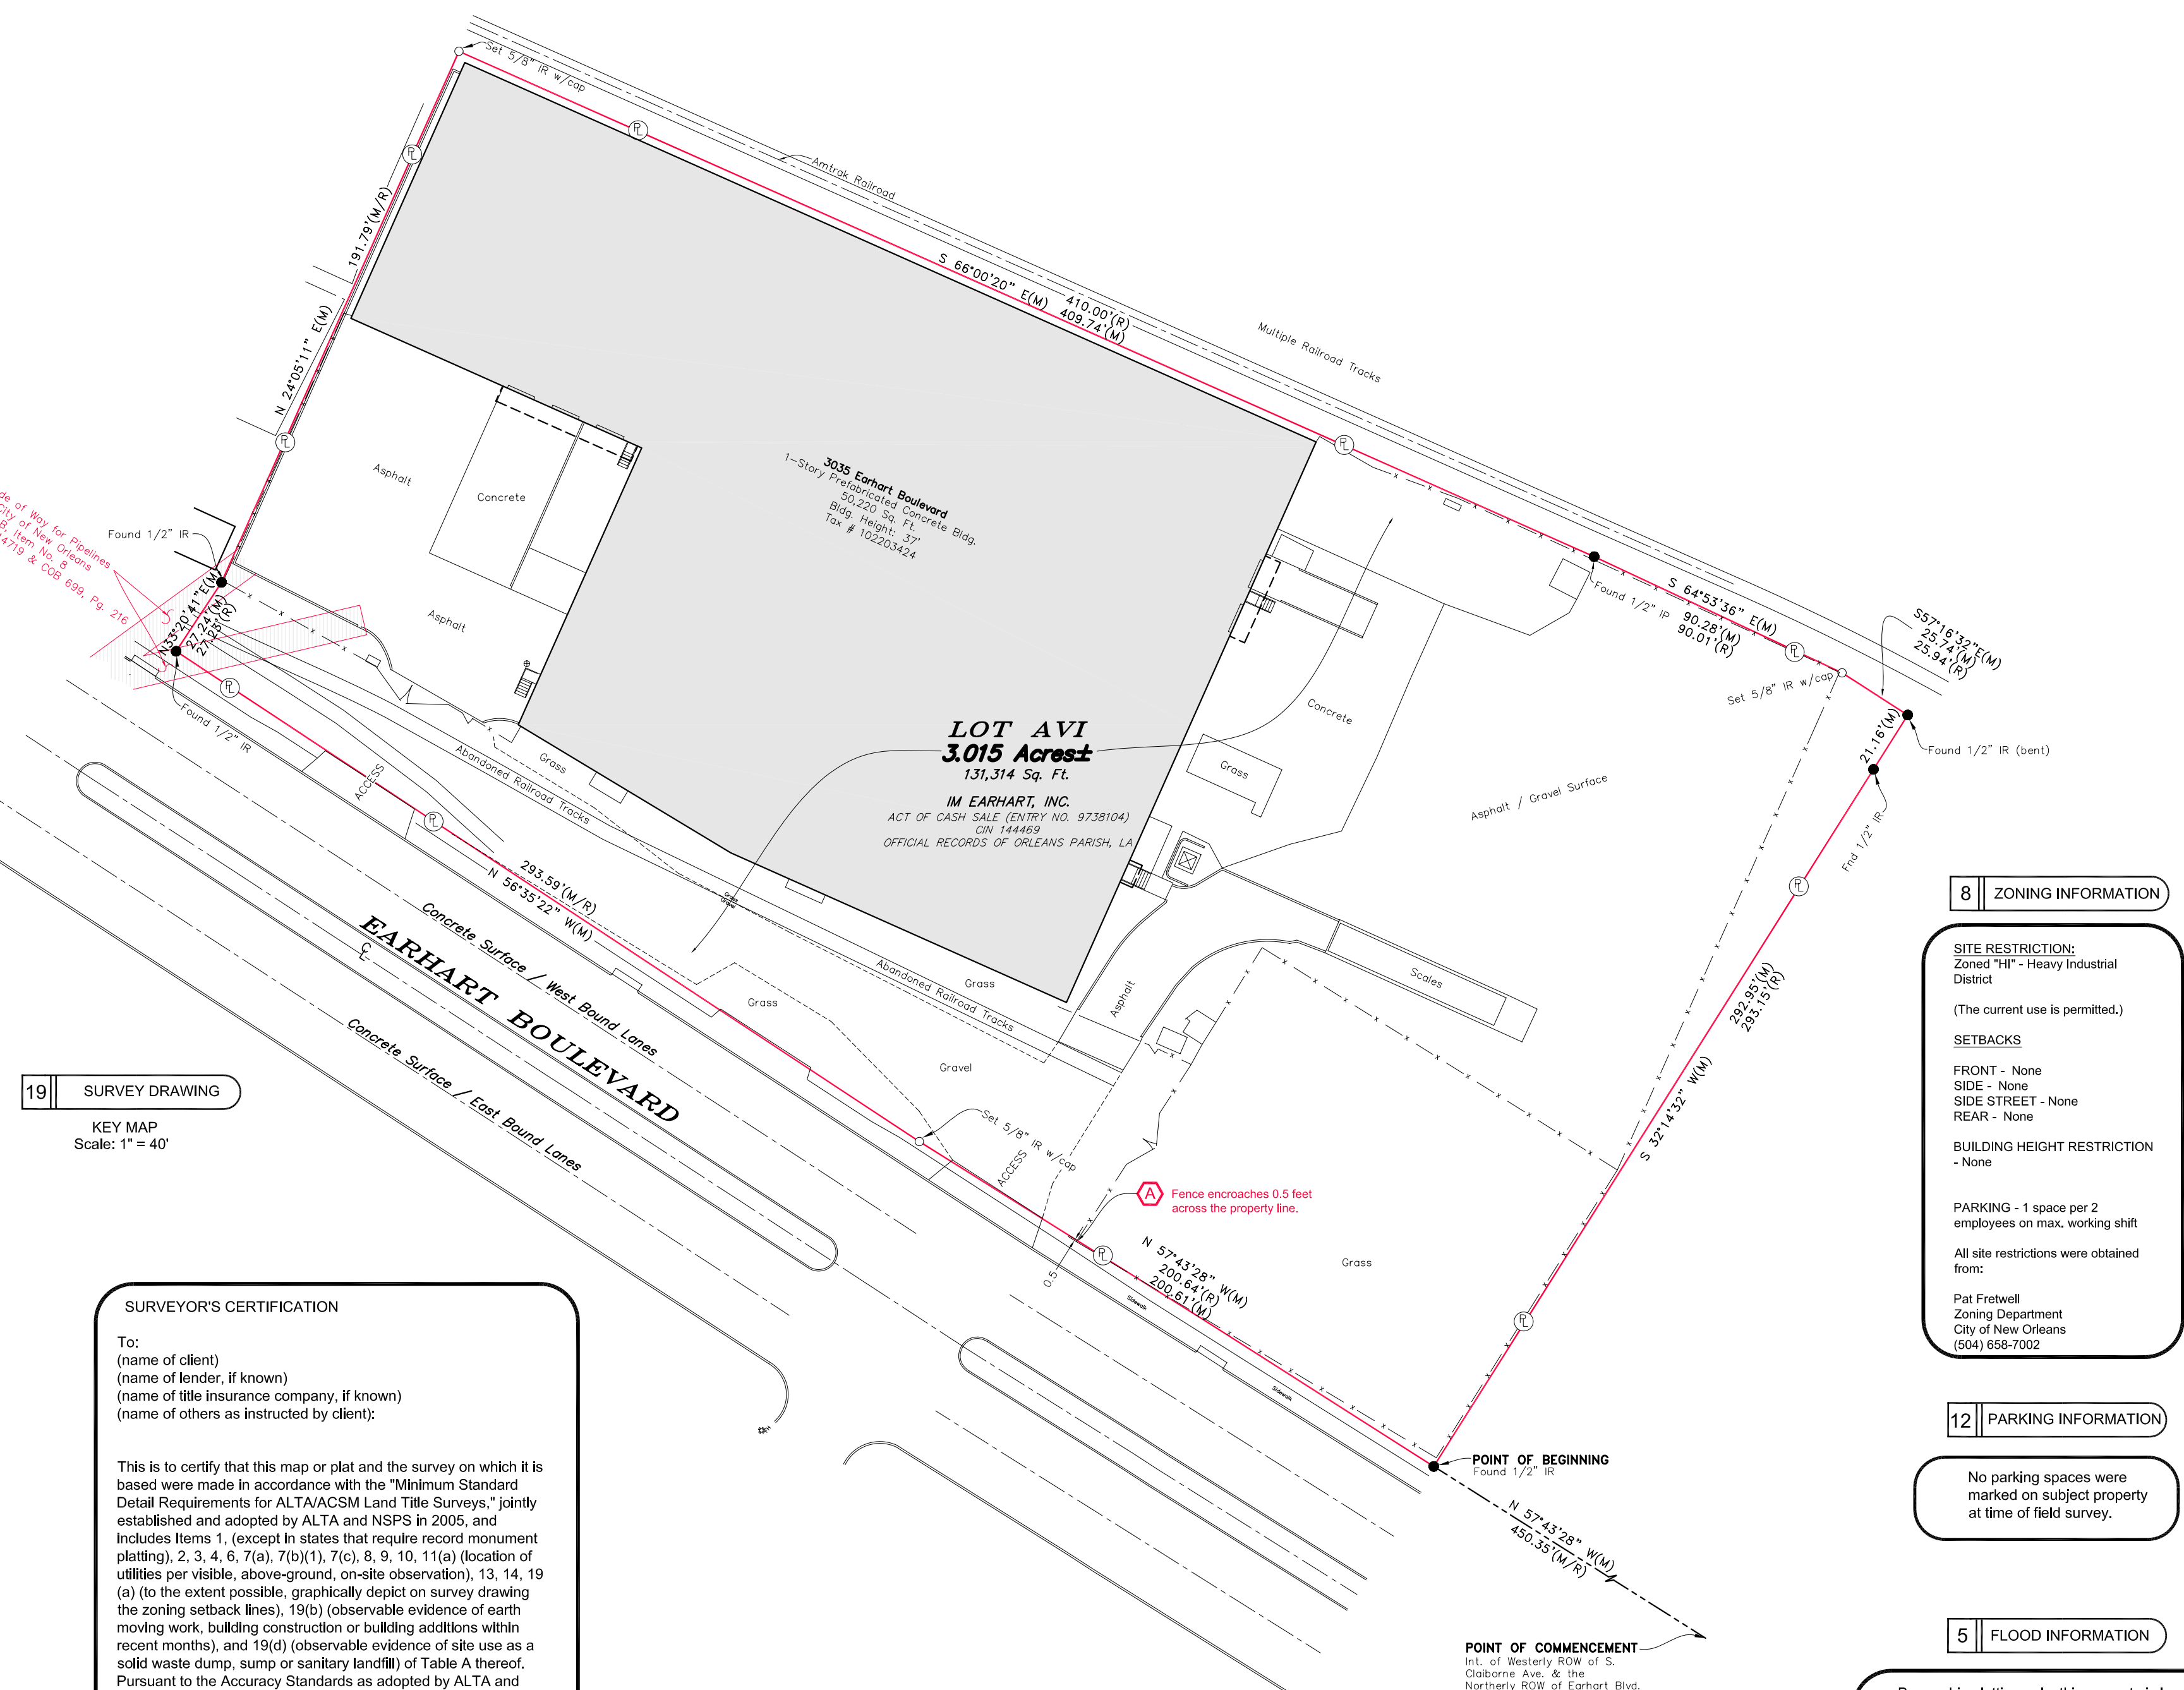 Set 5/8" IR w/cap
Amtrak Railroad
191.79'(M/R)
N 24°05'11" E(M)
S 66°00'20" E(M)
410.00'(R)
409.74'(M)
Multiple Railroad Tracks
3035 Earhart Boulevard
1-Story Prefabricated Concrete Bldg.
50,220 Sq. Ft.
Bldg. Height: 37'
Tax # 102203424
Asphalt
Concrete
Asphalt
of Way for Pipelines
City of New Orleans
Item No. 8
& COB 699, Pg. 216
Found 1/2" IR
N33°20'41"E(M)
27.24'(M)
27.23'(R)
Found 1/2" IR
Found 1/2" IP
S 64°53'36" E(M)
90.28'(M)
90.01'(R)
S57°16'32"E(M)
25.74'(M)
25.94'(R)
Set 5/8" IR w/cap
Found 1/2" IR (bent)
21.16'(M)
Fnd 1/2" IR
Concrete
Grass
Asphalt / Gravel Surface
LOT AVI
3.015 Acres±
131,314 Sq. Ft.
IM EARHART, INC.
ACT OF CASH SALE (ENTRY NO. 9738104)
CIN 144469
OFFICIAL RECORDS OF ORLEANS PARISH, LA
Grass
Abandoned Railroad Tracks
ACCESS
293.59'(M/R)
N 56°35'22" W(M)
Grass
Gravel
Concrete Surface / West Bound Lanes
EARHART BOULEVARD
Concrete Surface / East Bound Lanes
Grass
Abandoned Railroad Tracks
Grass
Asphalt
Scales
Gravel
Set 5/8" IR w/cap
ACCESS
A
Fence encroaches 0.5 feet
across the property line.
0.5
N 57°43'28" W(M)
200.64'(R)
200.61'(M)
Sidewalk
Sidewalk
Grass
292.95'(M)
293.15'(R)
S 32°14'32" W(M)
POINT OF BEGINNING
Found 1/2" IR
N 57°43'28" W(M)
450.35'(M/R)
POINT OF COMMENCEMENT
Int. of Westerly ROW of S.
Claiborne Ave. & the
Northerly ROW of Earhart Blvd.
19 SURVEY DRAWING
KEY MAP
Scale: 1" = 40'
SURVEYOR'S CERTIFICATION
To:
(name of client)
(name of lender, if known)
(name of title insurance company, if known)
(name of others as instructed by client):
This is to certify that this map or plat and the survey on which it is
based were made in accordance with the "Minimum Standard
Detail Requirements for ALTA/ACSM Land Title Surveys," jointly
established and adopted by ALTA and NSPS in 2005, and
includes Items 1, (except in states that require record monument
platting), 2, 3, 4, 6, 7(a), 7(b)(1), 7(c), 8, 9, 10, 11(a) (location of
utilities per visible, above-ground, on-site observation), 13, 14, 19
(a) (to the extent possible, graphically depict on survey drawing
the zoning setback lines), 19(b) (observable evidence of earth
moving work, building construction or building additions within
recent months), and 19(d) (observable evidence of site use as a
solid waste dump, sump or sanitary landfill) of Table A thereof.
Pursuant to the Accuracy Standards as adopted by ALTA and
8 ZONING INFORMATION
SITE RESTRICTION:
Zoned "HI" - Heavy Industrial
District
(The current use is permitted.)
SETBACKS
FRONT - None
SIDE - None
SIDE STREET - None
REAR - None
BUILDING HEIGHT RESTRICTION
- None
PARKING - 1 space per 2
employees on max. working shift
All site restrictions were obtained
from:
Pat Fretwell
Zoning Department
City of New Orleans
(504) 658-7002
12 PARKING INFORMATION
No parking spaces were
marked on subject property
at time of field survey.
5 FLOOD INFORMATION